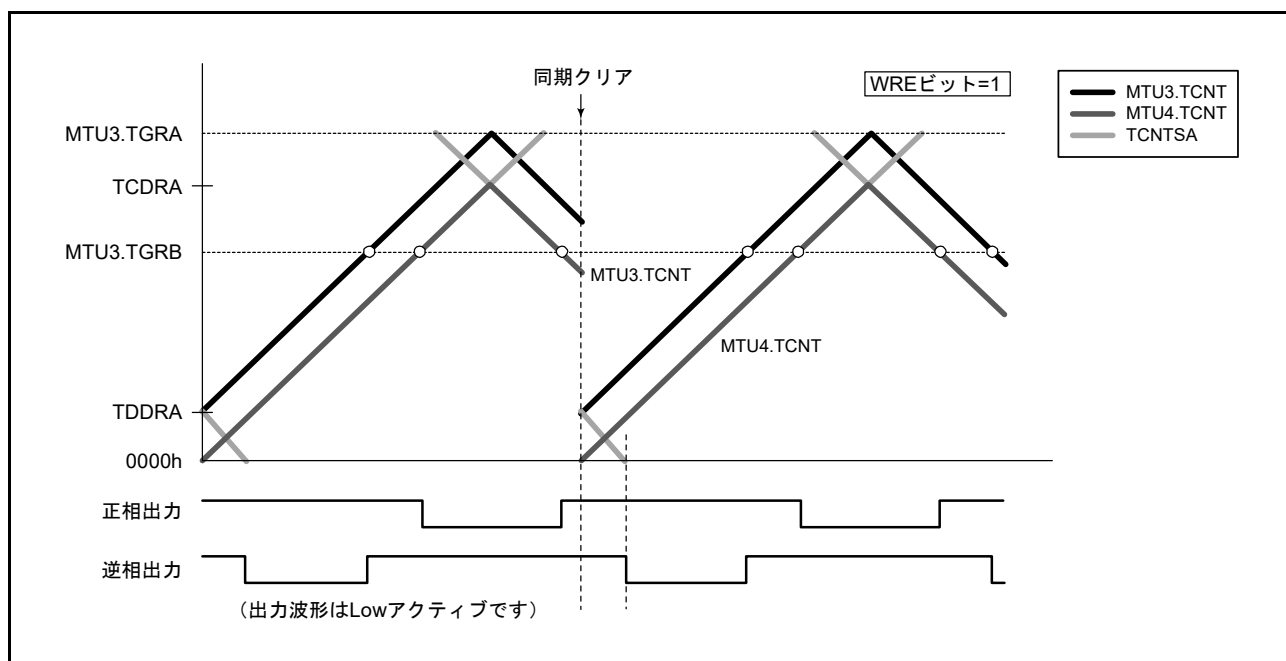 同期クリア
WREビット=1
MTU3.TCNT
MTU4.TCNT
TCNTSA
MTU3.TGRA
TCDRA
MTU3.TGRB
MTU3.TCNT
MTU4.TCNT
TDDRA
0000h
正相出力
逆相出力
（出力波形はLowアクティブです）